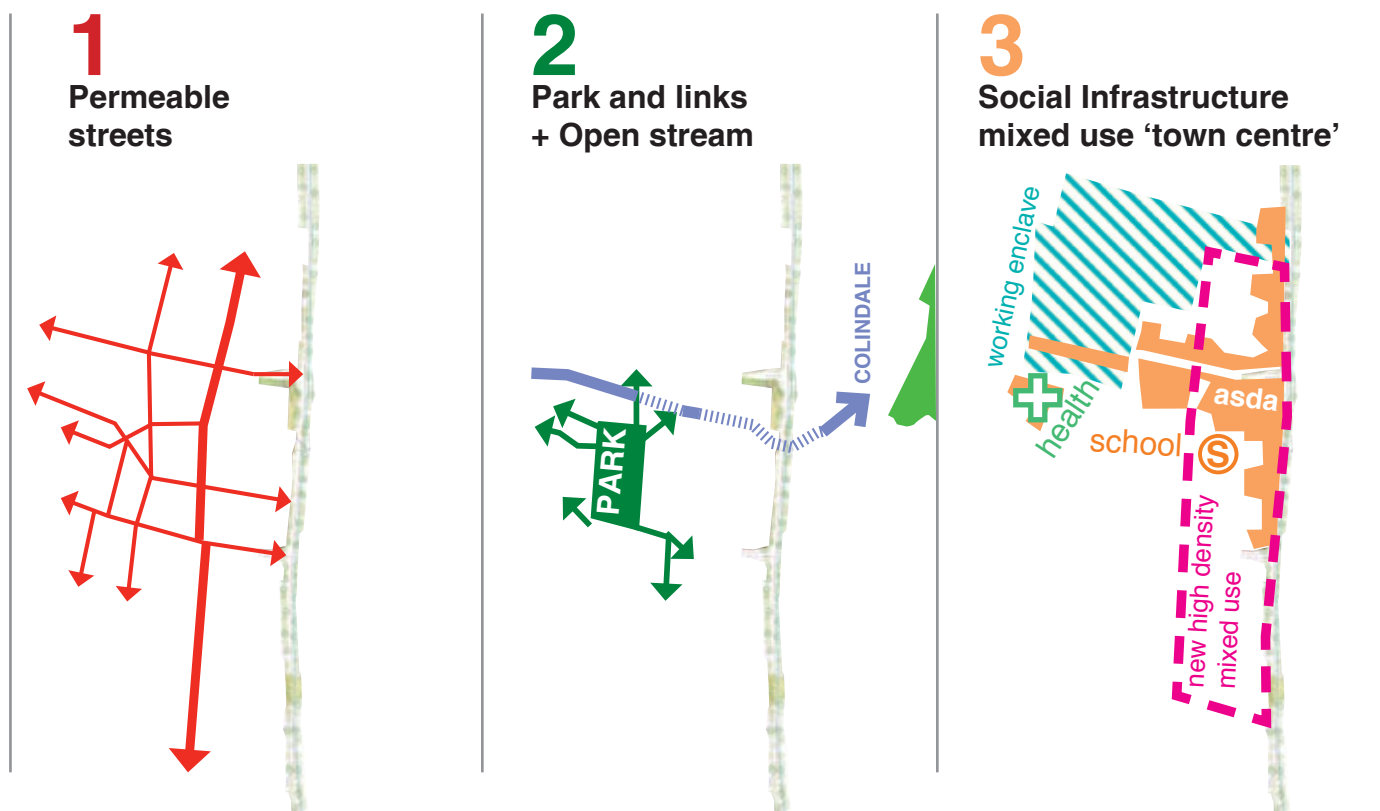 1
Permeable
streets
2
Park and links
+ Open stream
COLINDALE
PARK
3
Social Infrastructure
mixed use ‘town centre’
working enclave
health
asda
school
S
new high density
mixed use